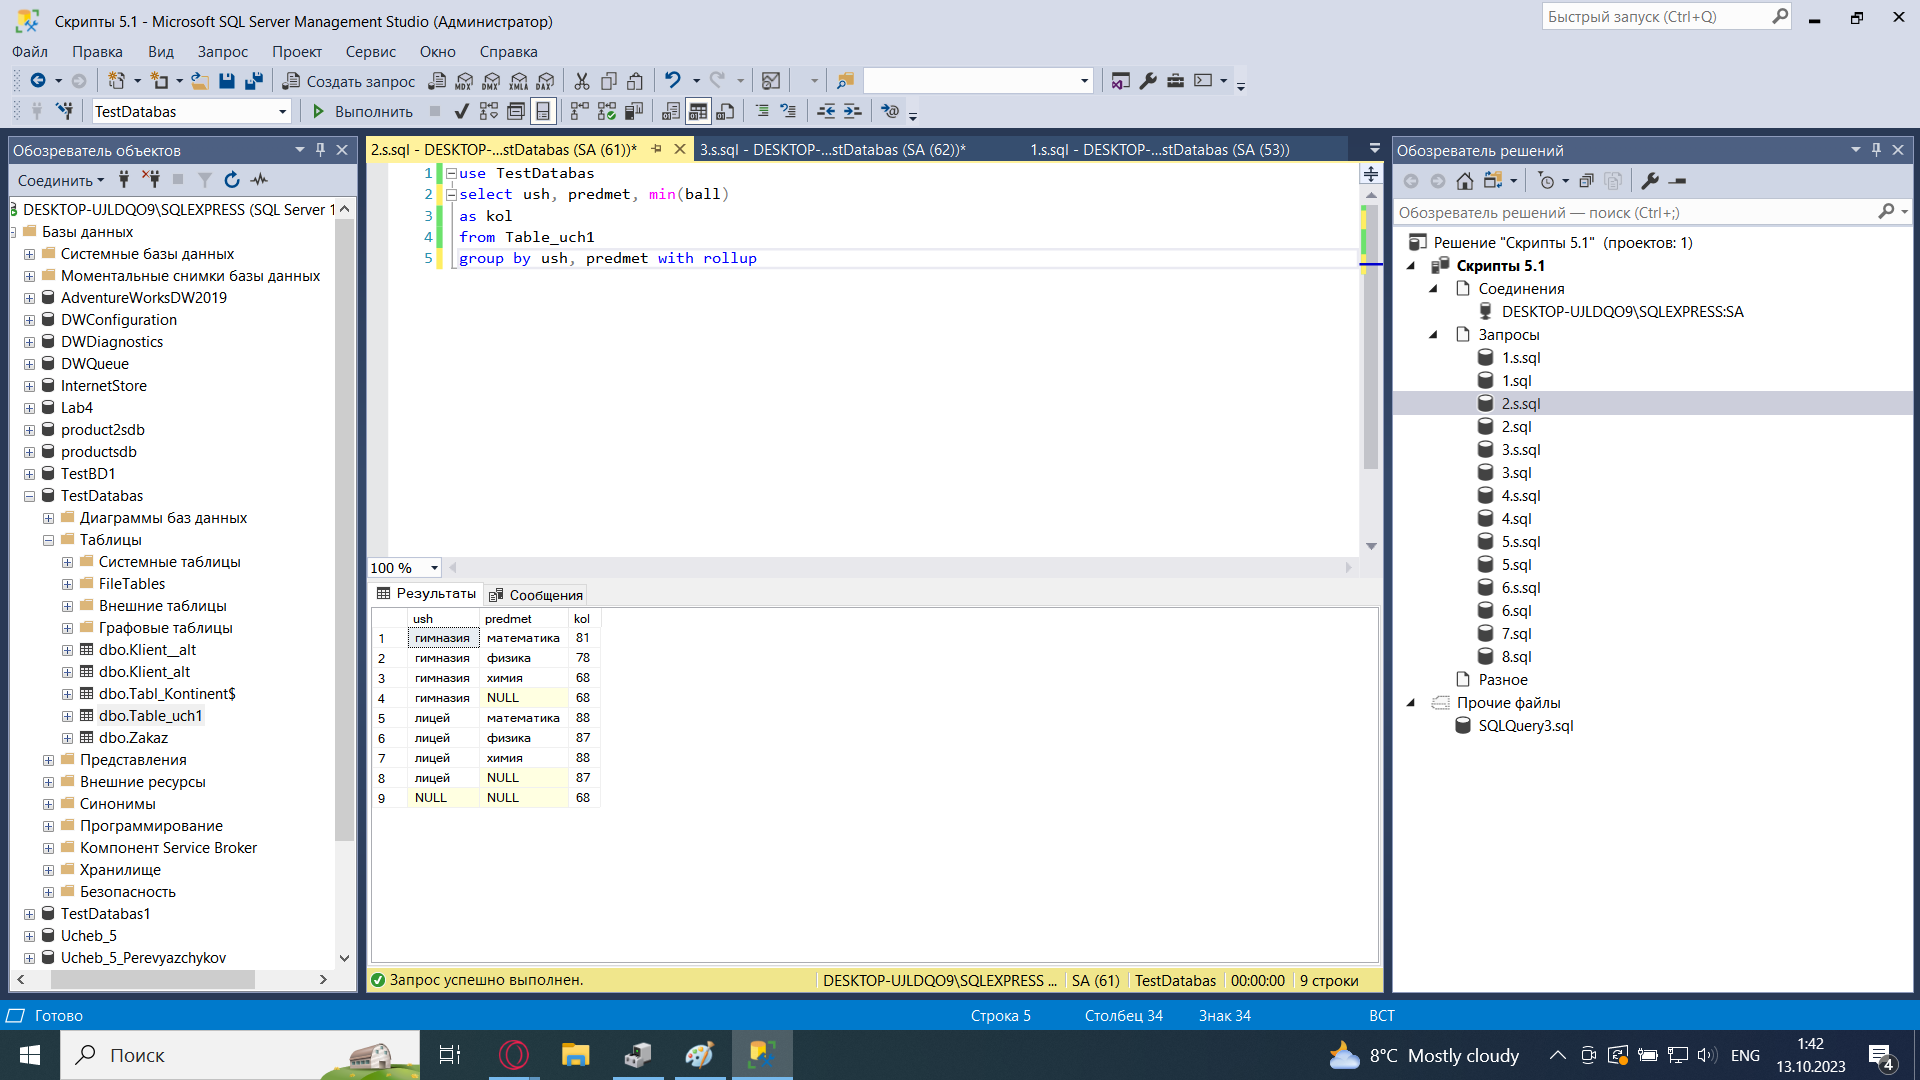 Скрипты 5.1 - Microsoft SQL Server Management Studio (Администратор)
Быстрый запуск (Ctrl+Q)
Файл Правка Вид Запрос Проект Сервис Окно Справка
Создать запрос
MDX DMX XMLA DAX
TestDatabas
Выполнить
Обозреватель объектов
Соединить
DESKTOP-UJLDQO9\SQLEXPRESS (SQL Server 1
Базы данных
Системные базы данных
Моментальные снимки базы данных
AdventureWorksDW2019
DWConfiguration
DWDiagnostics
DWQueue
InternetStore
Lab4
product2sdb
productsdb
TestBD1
TestDatabas
Диаграммы баз данных
Таблицы
Системные таблицы
FileTables
Внешние таблицы
Графовые таблицы
dbo.Klient__alt
dbo.Klient_alt
dbo.Tabl_Kontinent$
dbo.Table_uch1
dbo.Zakaz
Представления
Внешние ресурсы
Синонимы
Программирование
Компонент Service Broker
Хранилище
Безопасность
TestDatabas1
Ucheb_5
Ucheb_5_Perevyazchykov
2.s.sql - DESKTOP-...stDatabas (SA (61))*
3.s.sql - DESKTOP-...stDatabas (SA (62))*
1.s.sql - DESKTOP-...stDatabas (SA (53))
1 use TestDatabas
2 select ush, predmet, min(ball)
3 as kol
4 from Table_uch1
5 group by ush, predmet with rollup
100 %
Результаты Сообщения
ush predmet kol
1 гимназия математика 81
2 гимназия физика 78
3 гимназия химия 68
4 гимназия NULL 68
5 лицей математика 88
6 лицей физика 87
7 лицей химия 88
8 лицей NULL 87
9 NULL NULL 68
Запрос успешно выполнен.
DESKTOP-UJLDQO9\SQLEXPRESS ... SA (61) TestDatabas 00:00:00 9 строки
Обозреватель решений
Обозреватель решений — поиск (Ctrl+;)
Решение "Скрипты 5.1" (проектов: 1)
Скрипты 5.1
Соединения
DESKTOP-UJLDQO9\SQLEXPRESS:SA
Запросы
1.s.sql
1.sql
2.s.sql
2.sql
3.s.sql
3.sql
4.s.sql
4.sql
5.s.sql
5.sql
6.s.sql
6.sql
7.sql
8.sql
Разное
Прочие файлы
SQLQuery3.sql
Готово
Строка 5 Столбец 34 Знак 34 ВСТ
Поиск
8°C Mostly cloudy
ENG
1:42
13.10.2023
4